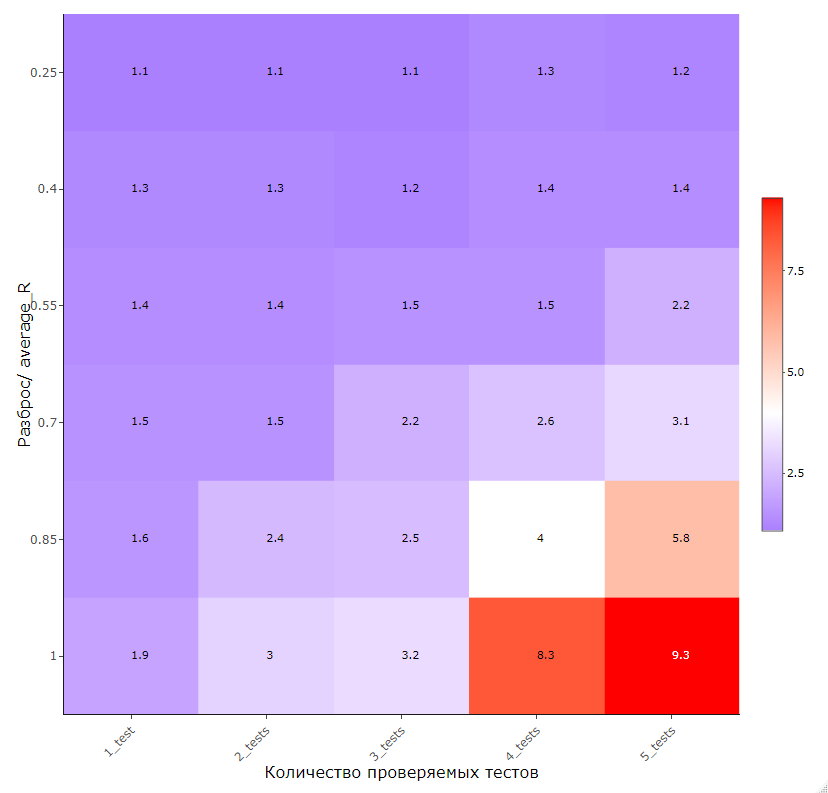 0.25 1.1 1.1 1.1 1.3 1.2
0.4 1.3 1.3 1.2 1.4 1.4
0.55 1.4 1.4 1.5 1.5 2.2
0.7 1.5 1.5 2.2 2.6 3.1
0.85 1.6 2.4 2.5 4 5.8
1 1.9 3 3.2 8.3 9.3
Разброс/ average_R
1_test 2_tests 3_tests 4_tests 5_tests
Количество проверяемых тестов
7.5
5.0
2.5